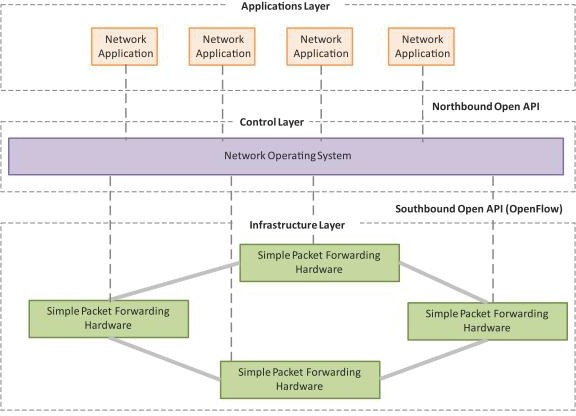 Applications Layer
Network
Application
Network
Application
Network
Application
Network
Application
Northbound Open API
Control Layer
Network Operating System
Southbound Open API (OpenFlow)
Infrastructure Layer
Simple Packet Forwarding
Hardware
Simple Packet Forwarding
Hardware
Simple Packet Forwarding
Hardware
Simple Packet Forwarding
Hardware